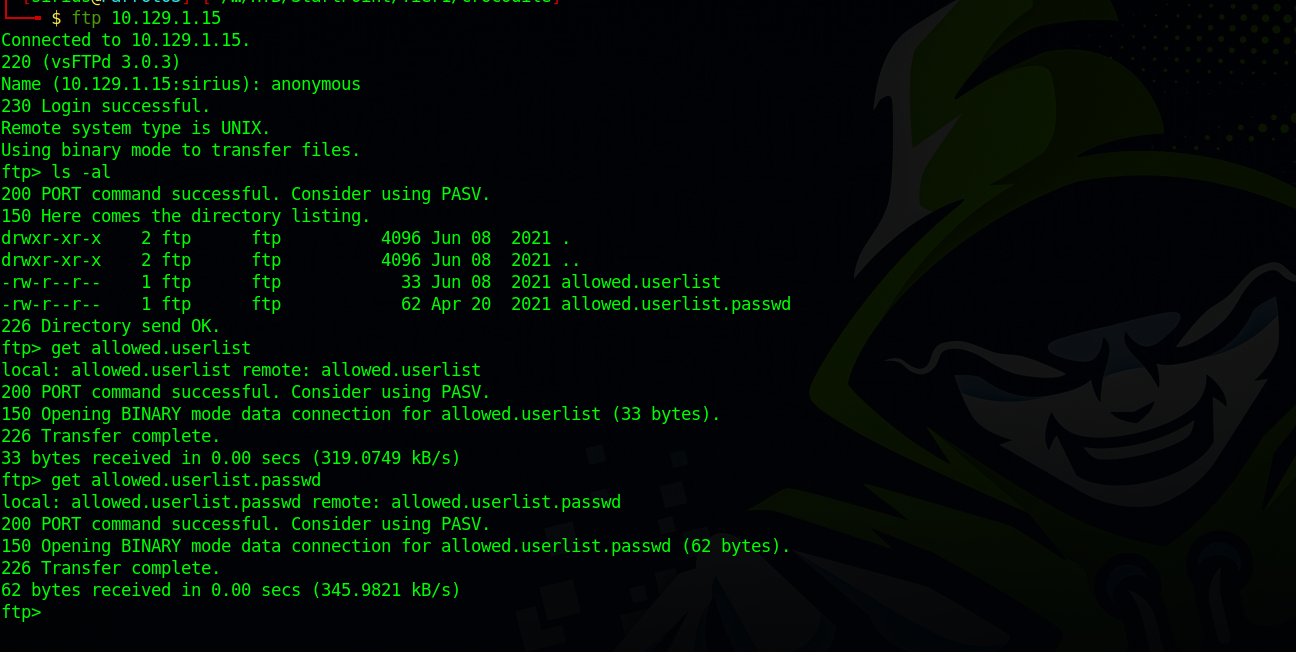 $ ftp 10.129.1.15
Connected to 10.129.1.15.
220 (vsFTPd 3.0.3)
Name (10.129.1.15:sirius): anonymous
230 Login successful.
Remote system type is UNIX.
Using binary mode to transfer files.
ftp> ls -al
200 PORT command successful. Consider using PASV.
150 Here comes the directory listing.
drwxr-xr-x    2 ftp      ftp          4096 Jun 08  2021 .
drwxr-xr-x    2 ftp      ftp          4096 Jun 08  2021 ..
-rw-r--r--    1 ftp      ftp            33 Jun 08  2021 allowed.userlist
-rw-r--r--    1 ftp      ftp            62 Apr 20  2021 allowed.userlist.passwd
226 Directory send OK.
ftp> get allowed.userlist
local: allowed.userlist remote: allowed.userlist
200 PORT command successful. Consider using PASV.
150 Opening BINARY mode data connection for allowed.userlist (33 bytes).
226 Transfer complete.
33 bytes received in 0.00 secs (319.0749 kB/s)
ftp> get allowed.userlist.passwd
local: allowed.userlist.passwd remote: allowed.userlist.passwd
200 PORT command successful. Consider using PASV.
150 Opening BINARY mode data connection for allowed.userlist.passwd (62 bytes).
226 Transfer complete.
62 bytes received in 0.00 secs (345.9821 kB/s)
ftp>